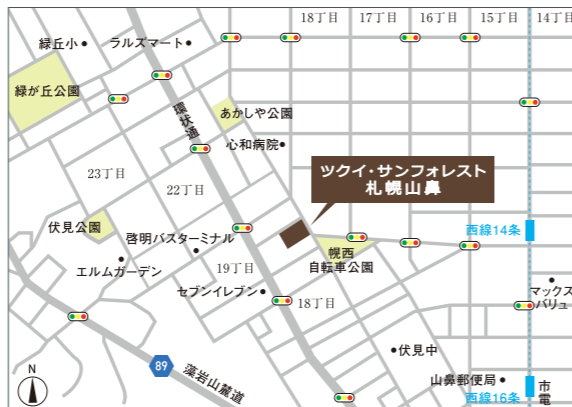 18丁目
17丁目
16丁目
15丁目
14丁目
緑丘小
ラルズマート
緑が丘公園
環状通
あかしや公園
心和病院
ツクイ・サンフォレスト
札幌山鼻
23丁目
22丁目
伏見公園
西線14条
啓明バスターミナル
幌西
自転車公園
エルムガーデン
19丁目
マックス
バリュ
セブンイレブン
18丁目
伏見中
89
藻岩山麓道
山鼻郵便局
市電
西線16条
N